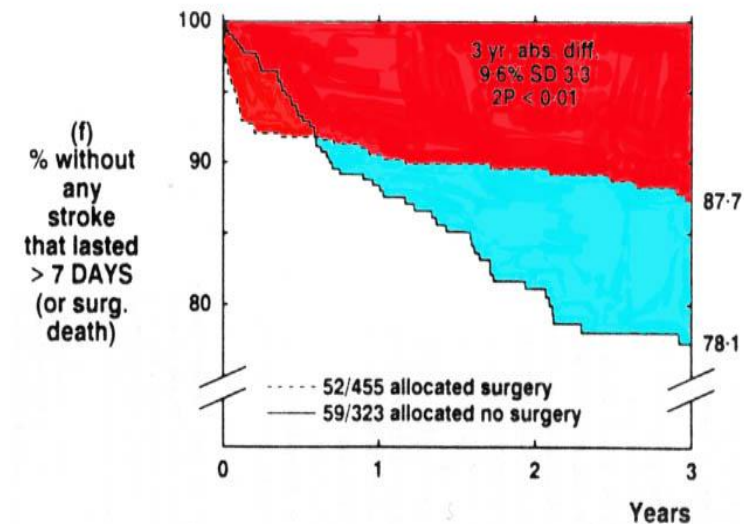 100
3 yr. abs. diff.
9·6% SD 3·3
2P < 0·01
(f)
% without
any
stroke
that lasted
> 7 DAYS
(or surg.
death)
90
87·7
80
78·1
52/455 allocated surgery
59/323 allocated no surgery
0
1
2
3
Years